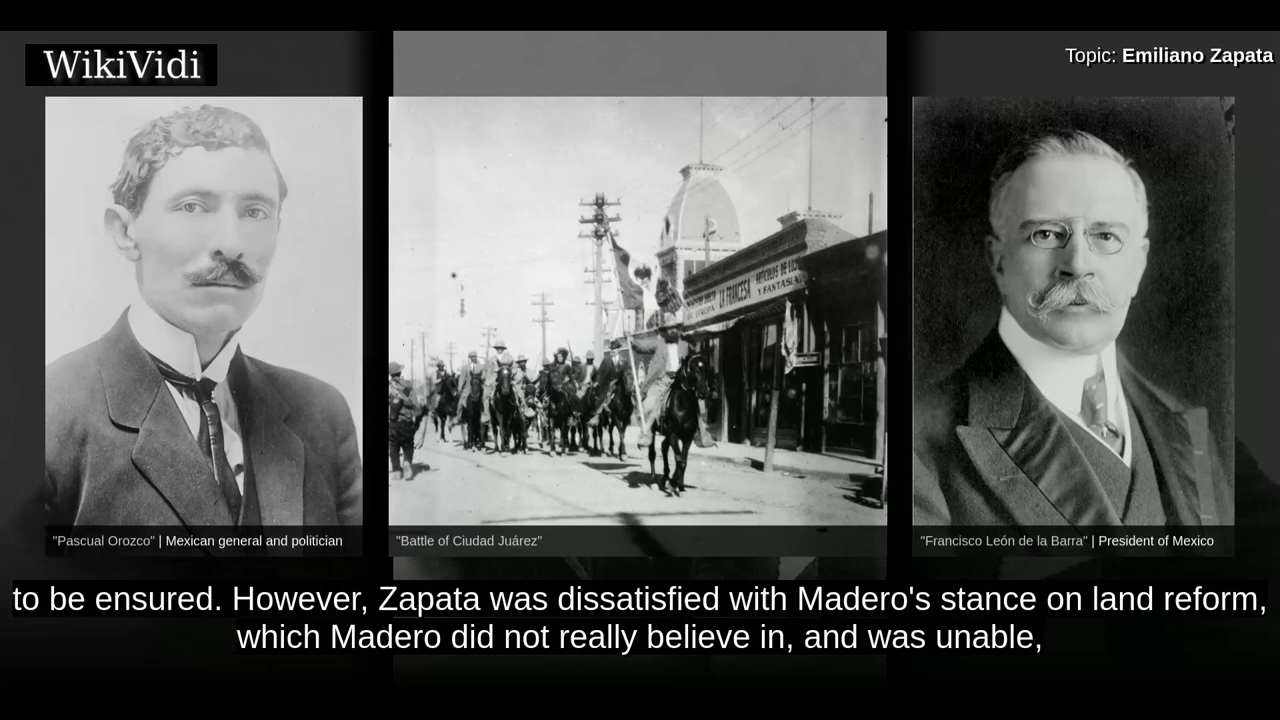 WikiVidi
Topic: Emiliano Zapata
LA FRANCESA
Y FANTASIA
"Pascual Orozco" | Mexican general and politician
"Battle of Ciudad Juárez"
"Francisco León de la Barra" | President of Mexico
to be ensured. However, Zapata was dissatisfied with Madero's stance on land reform,
which Madero did not really believe in, and was unable,